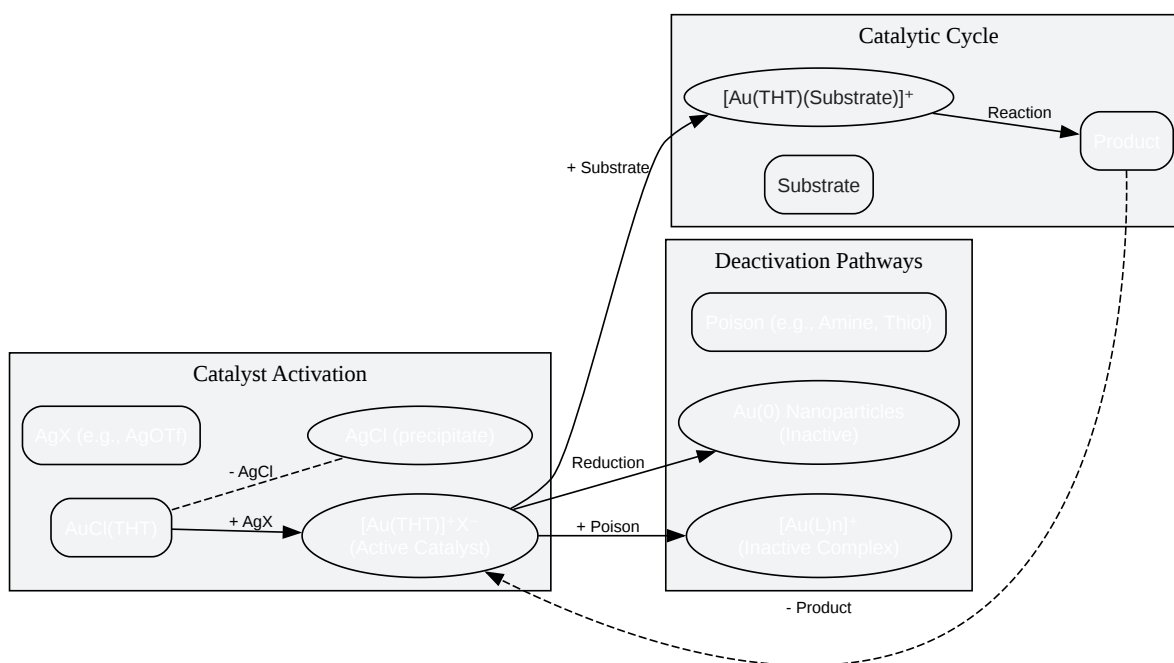 Catalytic Cycle
[Au(THT)(Substrate)]⁺
Reaction
Product
+ Substrate
Substrate
Deactivation Pathways
Poison (e.g., Amine, Thiol)
Au(0) Nanoparticles
(Inactive)
Reduction
+ Poison
[Au(L)n]⁺
(Inactive Complex)
Catalyst Activation
AgX (e.g., AgOTf)
AgCl (precipitate)
- AgCl
AuCl(THT)
+ AgX
[Au(THT)]⁺X⁻
(Active Catalyst)
- Product